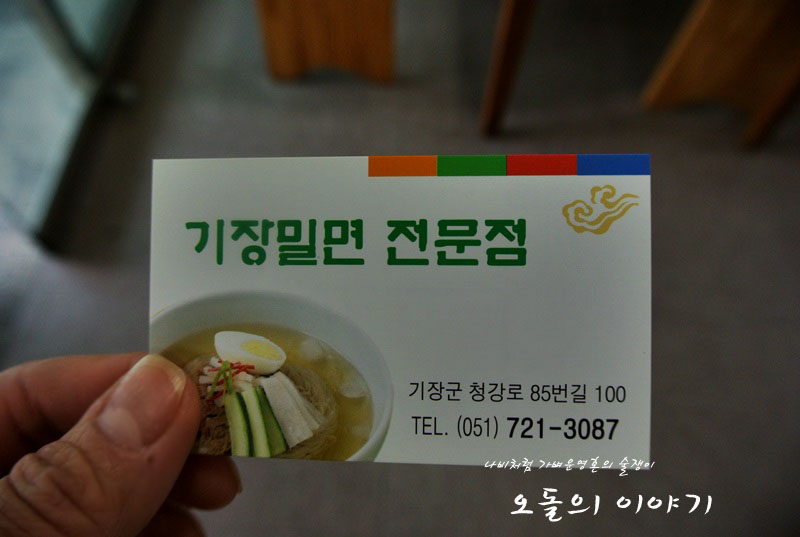 기장밀면 전문점
기장군 청강로 85번길 100
TEL. (051) 721-3087
나비처럼 가벼운영혼의 술쟁이
오돌의 이야기